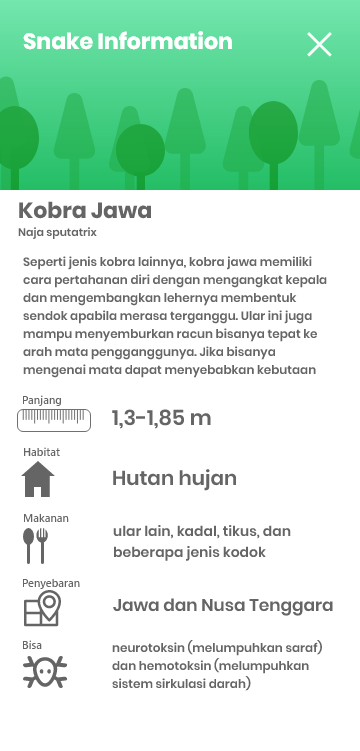 Snake Information
Kobra Jawa
Naja sputatrix
Seperti jenis kobra lainnya, kobra jawa memiliki
cara pertahanan diri dengan mengangkat kepala
dan mengembangkan lehernya membentuk
sendok apabila merasa terganggu. Ular ini juga
mampu menyemburkan racun bisanya tepat ke
arah mata pengganggunya. Jika bisanya
mengenai mata dapat menyebabkan kebutaan
Panjang
1,3-1,85 m
Habitat
Hutan hujan
Makanan
ular lain, kadal, tikus, dan
beberapa jenis kodok
Penyebaran
Jawa dan Nusa Tenggara
Bisa
neurotoksin (melumpuhkan saraf)
dan hemotoksin (melumpuhkan
sistem sirkulasi darah)